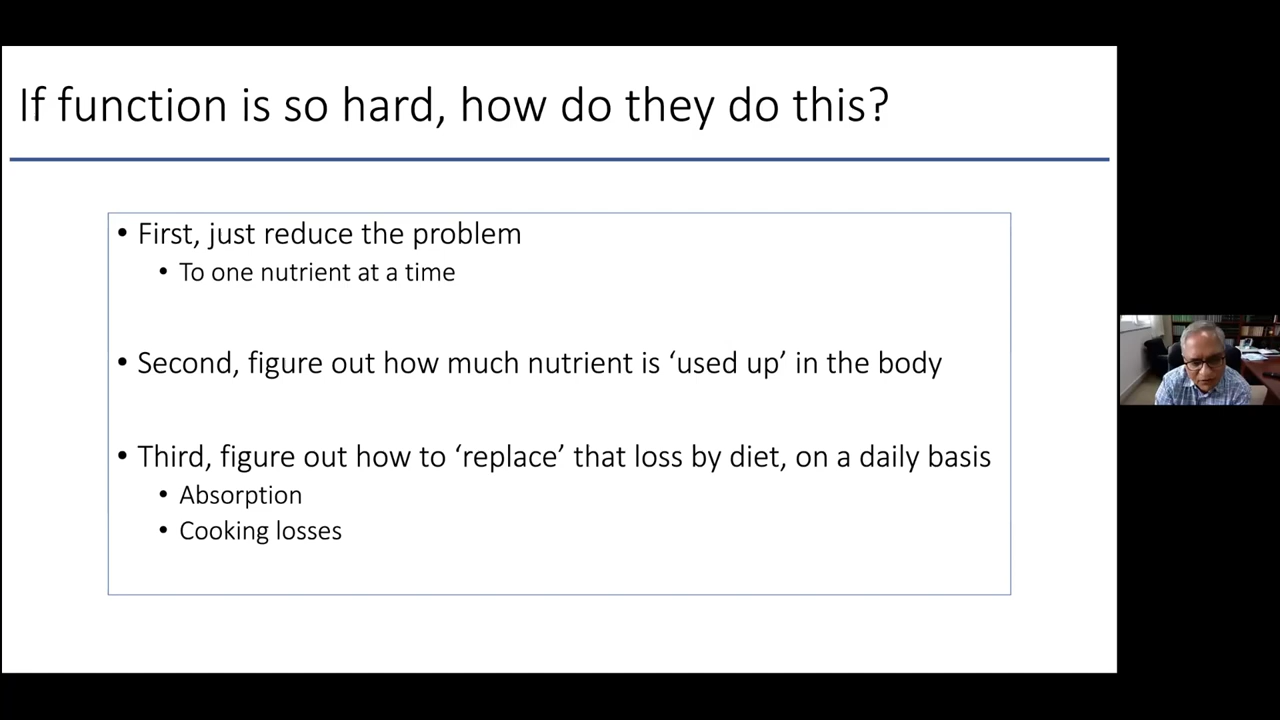 If function is so hard, how do they do this?
• First, just reduce the problem
• To one nutrient at a time
• Second, figure out how much nutrient is ‘used up’ in the body
• Third, figure out how to ‘replace’ that loss by diet, on a daily basis
• Absorption
• Cooking losses